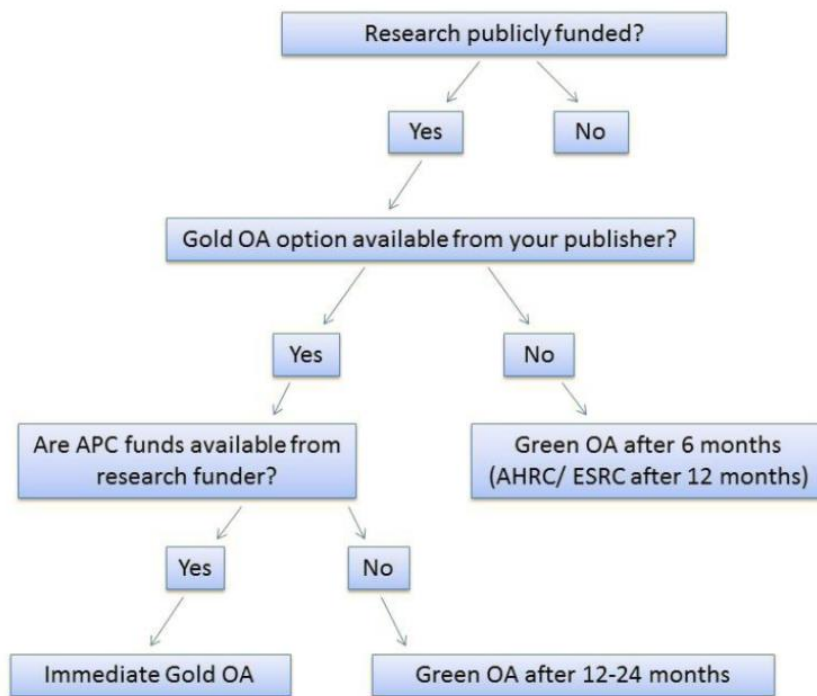 Research publicly funded?
Yes
No
Gold OA option available from your publisher?
Yes
No
Are APC funds available from
research funder?
Green OA after 6 months
(AHRC/ ESRC after 12 months)
Yes
No
Immediate Gold OA
Green OA after 12-24 months